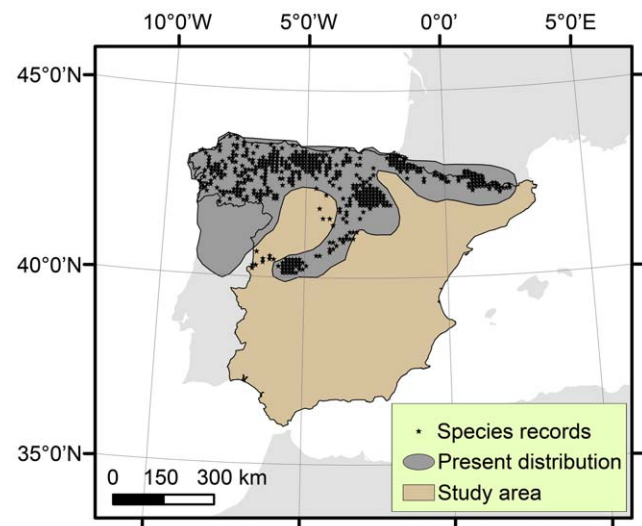 10°0’W 5°0’W 0°0’ 5°0’E
45°0’N
40°0’N
35°0’N
Species records
Present distribution
Study area
0 150 300 km